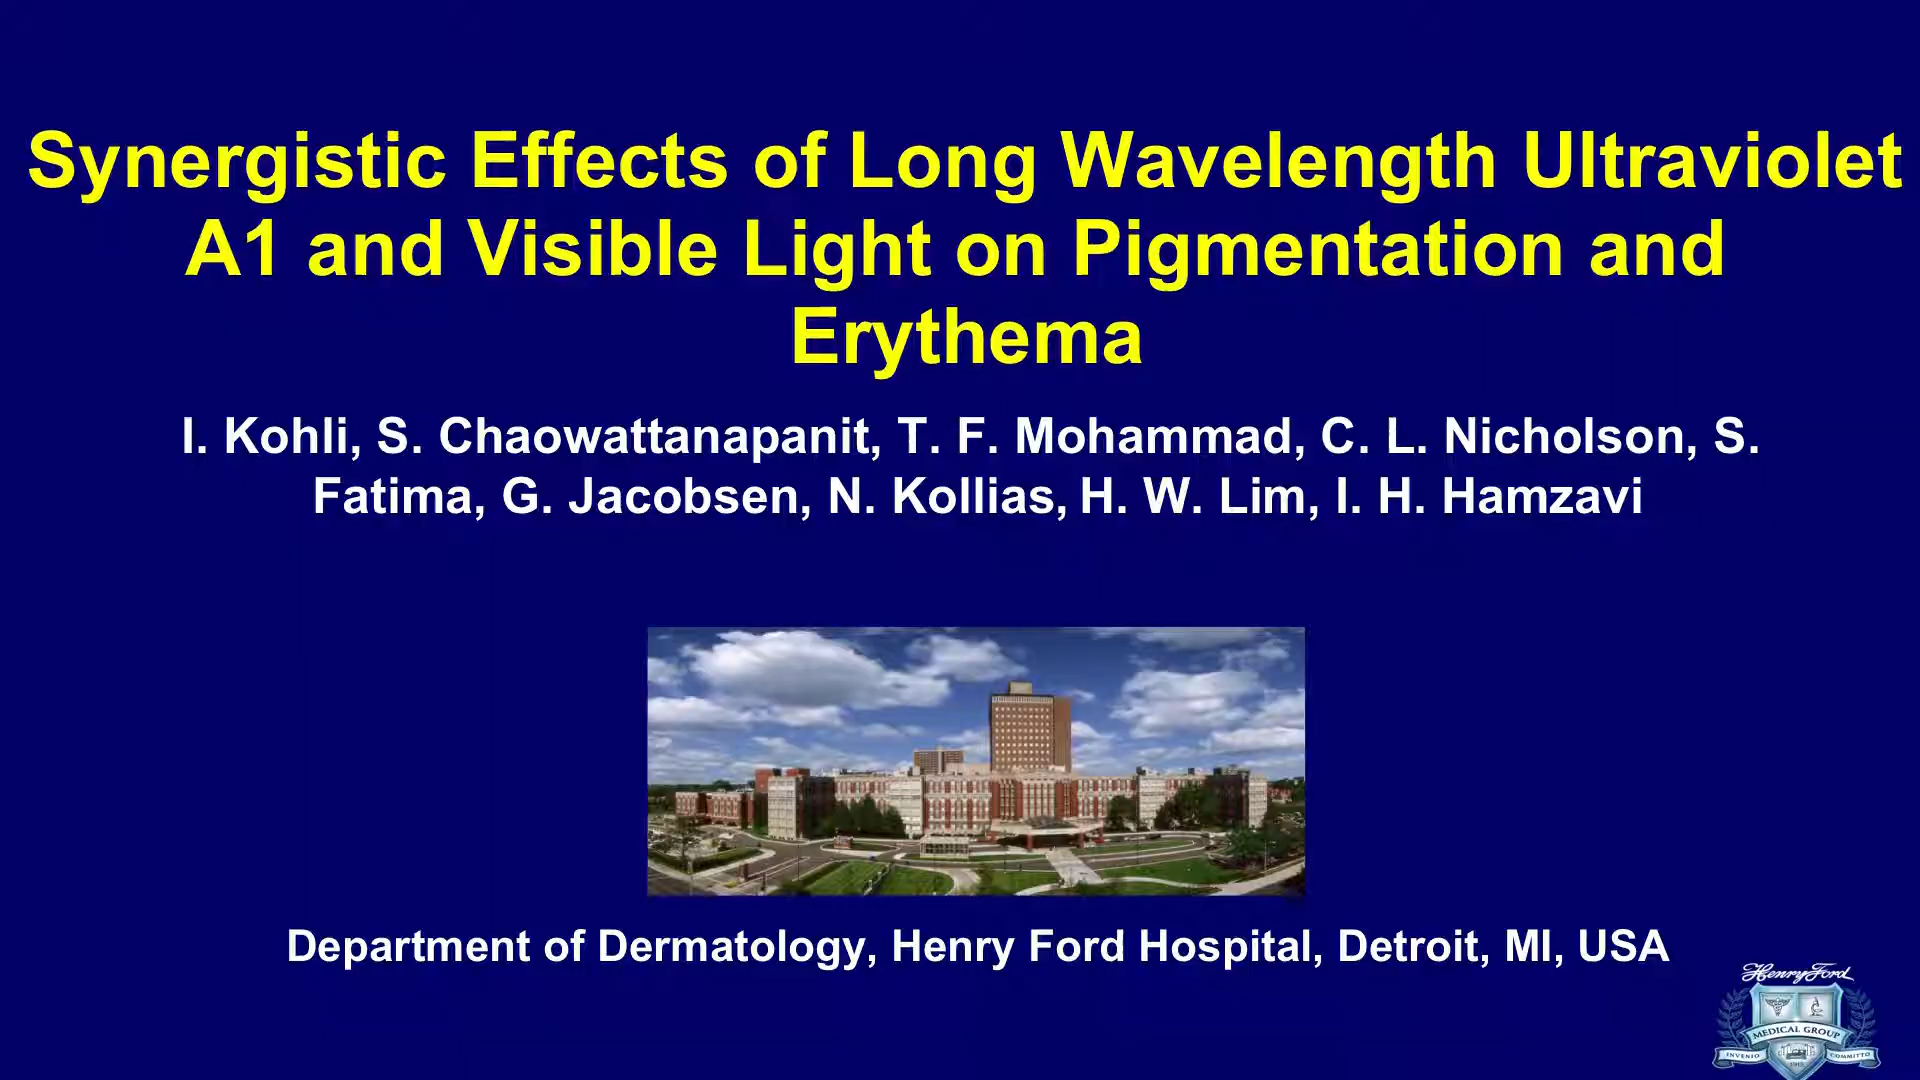 Synergistic Effects of Long Wavelength Ultraviolet
A1 and Visible Light on Pigmentation and
Erythema
I. Kohli, S. Chaowattanapanit, T. F. Mohammad, C. L. Nicholson, S.
Fatima, G. Jacobsen, N. Kollias, H. W. Lim, I. H. Hamzavi
Department of Dermatology, Henry Ford Hospital, Detroit, MI, USA
Henry Ford
MEDICAL GROUP
INVENIO COMMITTO